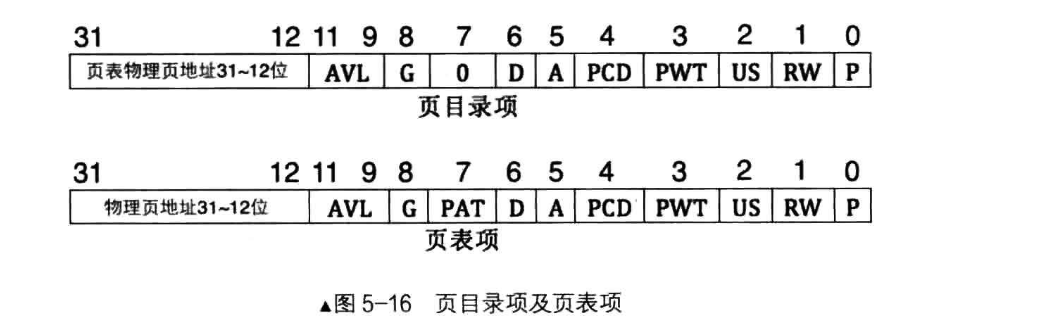 31 12 11 9 8 7 6 5 4 3 2 1 0
页表物理页地址31~12位 AVL G 0 D A PCD PWT US RW P
页目录项
31 12 11 9 8 7 6 5 4 3 2 1 0
物理页地址31~12位 AVL G PAT D A PCD PWT US RW P
页表项
▲图 5-16 页目录项及页表项